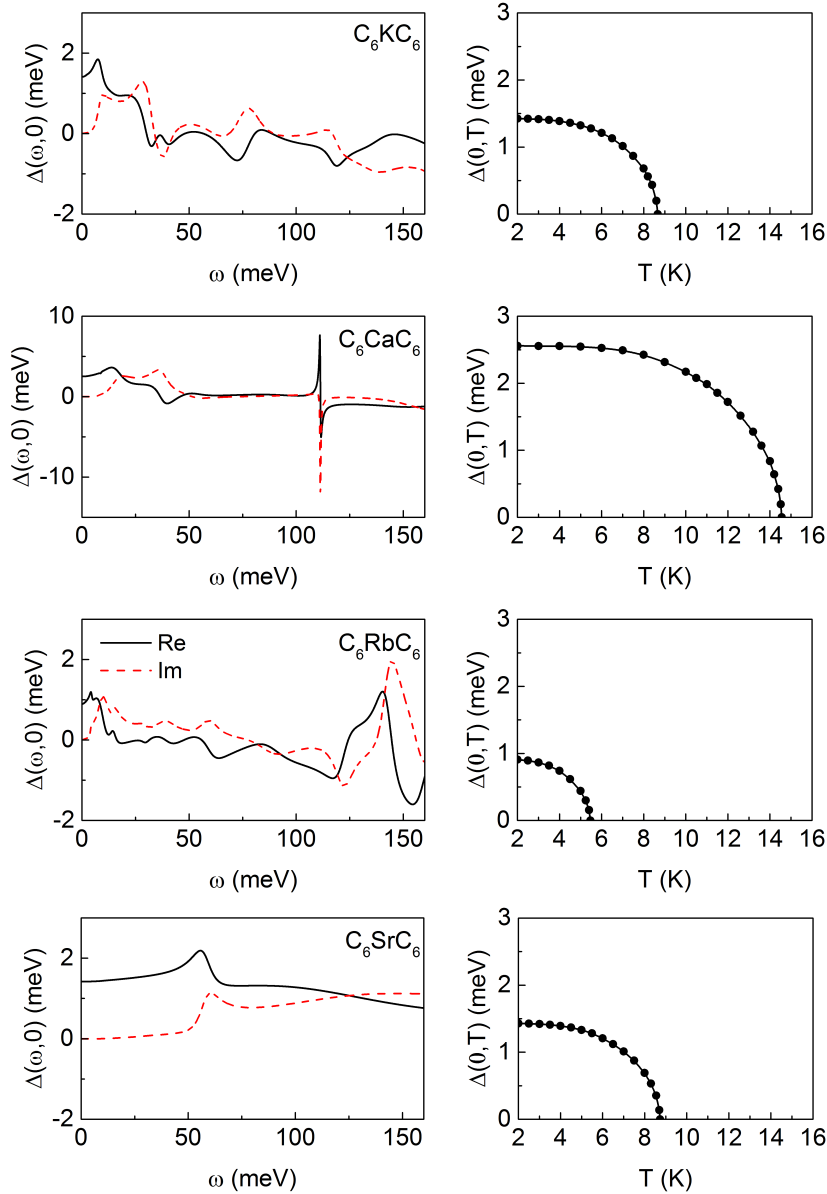 C6KC6
Δ(ω,0) (meV)
2
0
-2
0 50 100 150
ω (meV)
Δ(0,T) (meV)
3
2
1
0
2 4 6 8 10 12 14 16
T (K)
C6CaC6
Δ(ω,0) (meV)
10
0
-10
0 50 100 150
ω (meV)
Δ(0,T) (meV)
3
2
1
0
2 4 6 8 10 12 14 16
T (K)
C6RbC6
Re
Im
Δ(ω,0) (meV)
2
0
-2
0 50 100 150
ω (meV)
Δ(0,T) (meV)
3
2
1
0
2 4 6 8 10 12 14 16
T (K)
C6SrC6
Δ(ω,0) (meV)
2
0
-2
0 50 100 150
ω (meV)
Δ(0,T) (meV)
3
2
1
0
2 4 6 8 10 12 14 16
T (K)